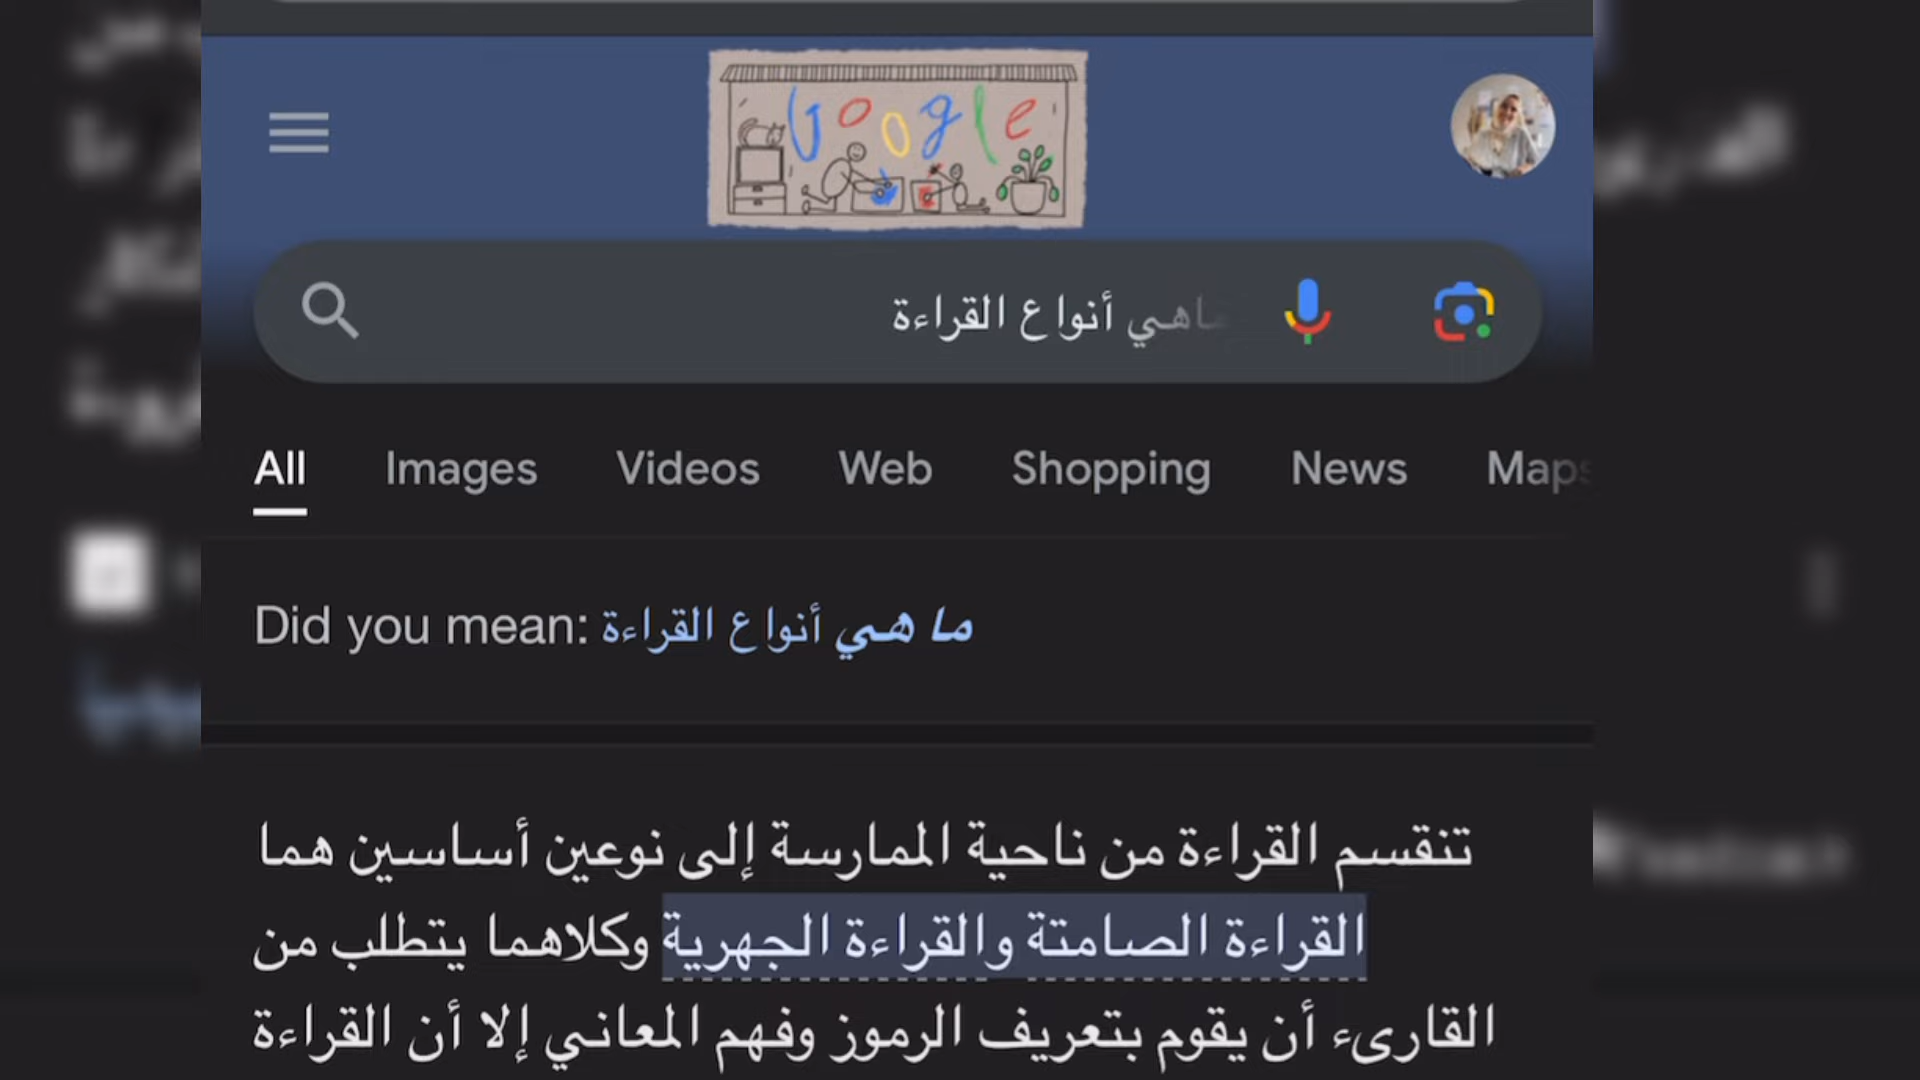 Google
ماهي أنواع القراءة
All Images Videos Web Shopping News Maps
Did you mean: ما هي أنواع القراءة
تنقسم القراءة من ناحية الممارسة إلى نوعين أساسين هما
القراءة الصامتة والقراءة الجهرية وكلاهما يتطلب من
القارىء أن يقوم بتعريف الرموز وفهم المعاني إلا أن القراءة